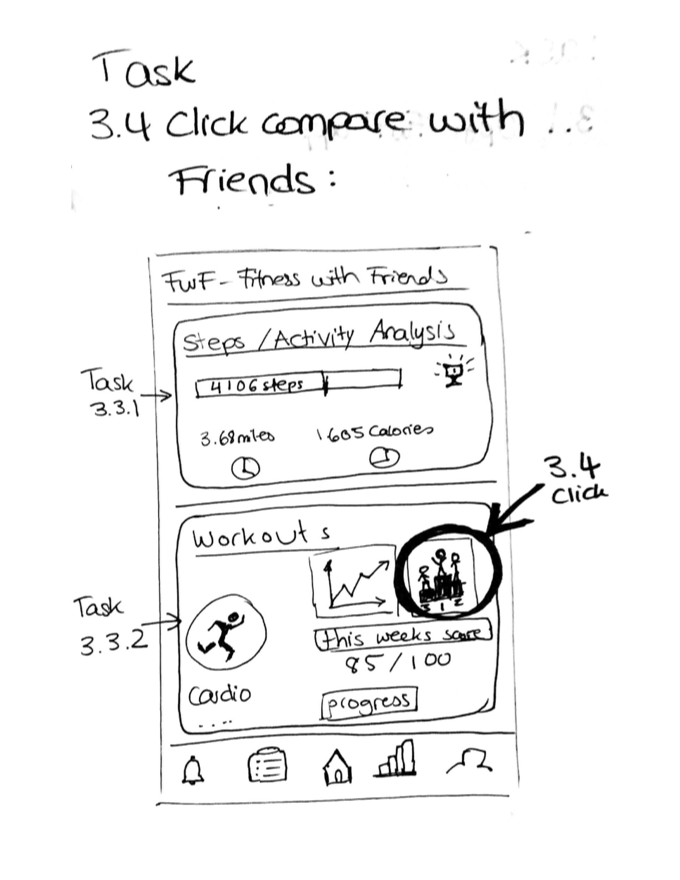 Task
3.4 Click compare with
Friends:
FWF - Fitness with Friends
Steps / Activity Analysis
Task
3.3.1
4106 steps
3.68 miles 1605 Calories
3.4
Click
Workouts
3 1 2
Task
3.3.2
this weeks score
85/100
Cardio
....
progress